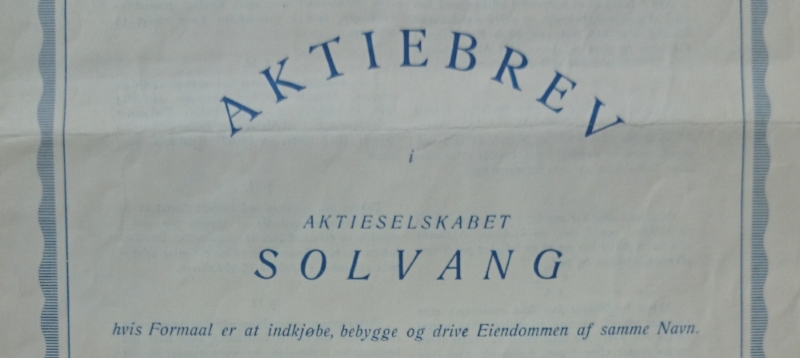 AKTIEBREV
i
AKTIESELSKABET
SOLVANG
hvis Formaal er at indkjøbe, bebygge og drive Eiendommen af samme Navn.